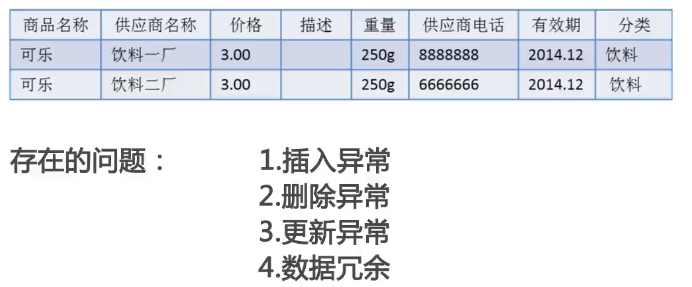 商品名称 供应商名称 价格 描述 重量 供应商电话 有效期 分类
可乐 饮料一厂 3.00 250g 8888888 2014.12 饮料
可乐 饮料二厂 3.00 250g 6666666 2014.12 饮料
存在的问题： 1.插入异常
2.删除异常
3.更新异常
4.数据冗余